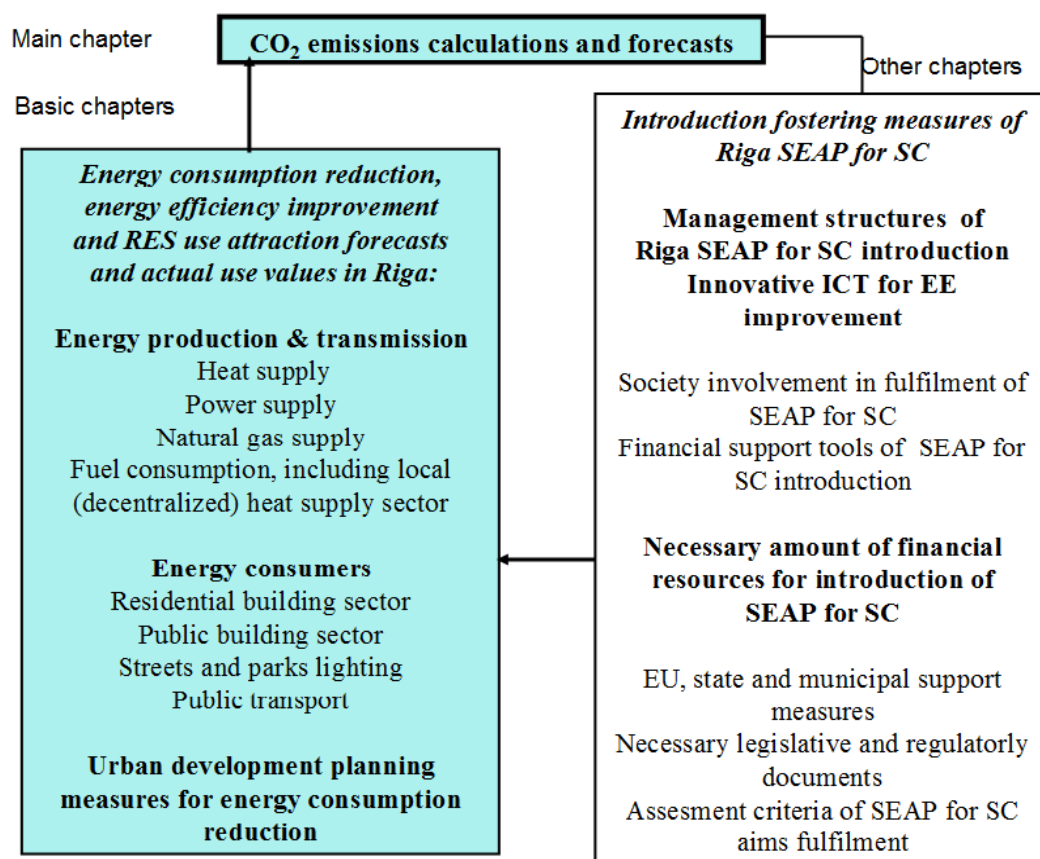 Main chapter
CO₂ emissions calculations and forecasts
Other chapters
Basic chapters
Energy consumption reduction,
energy efficiency improvement
and RES use attraction forecasts
and actual use values in Riga:
Energy production & transmission
Heat supply
Power supply
Natural gas supply
Fuel consumption, including local
(decentralized) heat supply sector
Energy consumers
Residential building sector
Public building sector
Streets and parks lighting
Public transport
Urban development planning
measures for energy consumption
reduction
Introduction fostering measures of
Riga SEAP for SC
Management structures of
Riga SEAP for SC introduction
Innovative ICT for EE
improvement
Society involvement in fulfilment of
SEAP for SC
Financial support tools of SEAP for
SC introduction
Necessary amount of financial
resources for introduction of
SEAP for SC
EU, state and municipal support
measures
Necessary legislative and regulatorly
documents
Assesment criteria of SEAP for SC
aims fulfilment